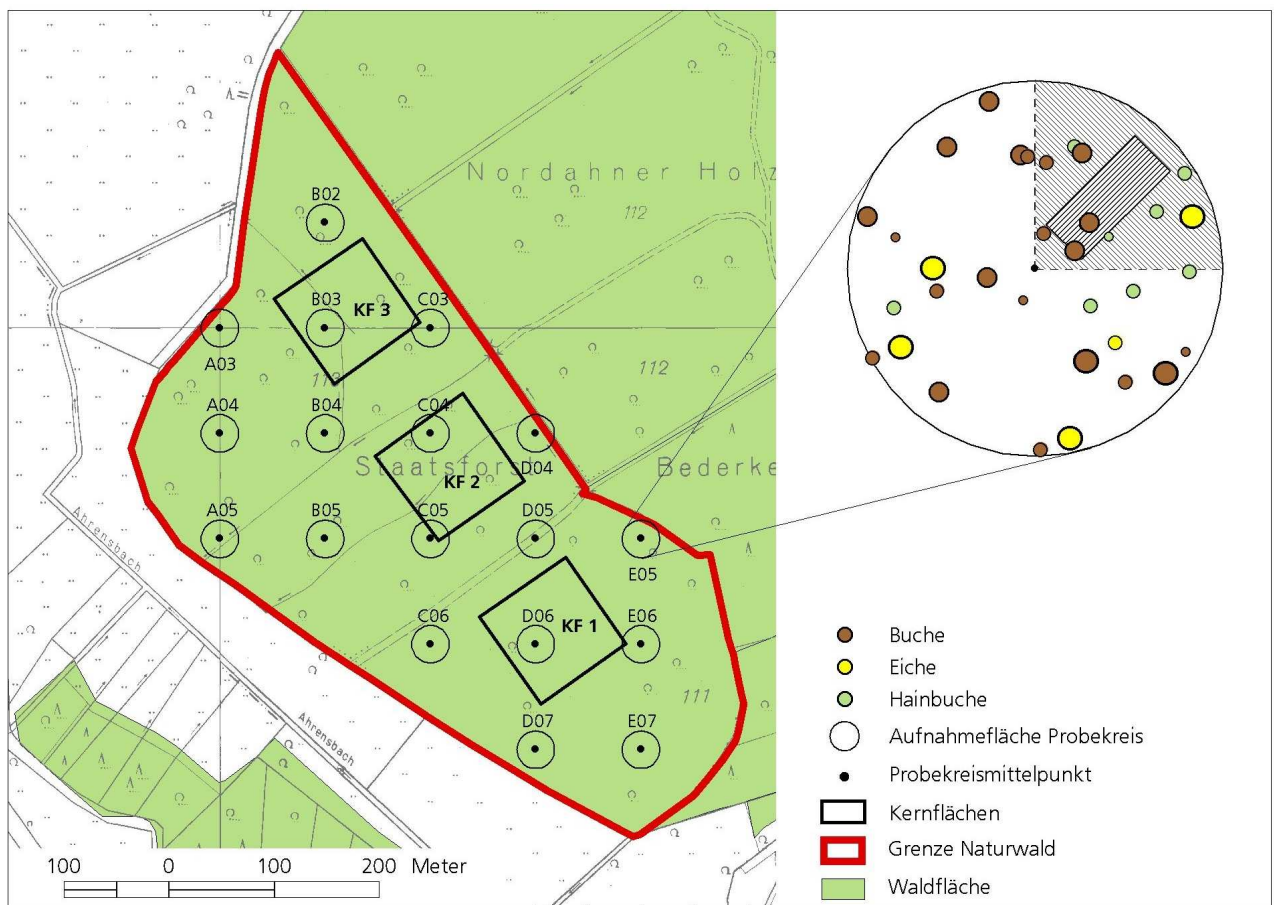 Nordahner Holz
112
B02
B03
KF 3
C03
A03
112
112
A04
B04
C04
D04
Staatsforst
Bederke
KF 2
A05
B05
C05
D05
E05
Ahrensbach
C06
D06
KF 1
E06
111
D07
E07
Ahrensbach
100 0 100 200 Meter
Buche
Eiche
Hainbuche
Aufnahmefläche Probekreis
Probekreismittelpunkt
Kernflächen
Grenze Naturwald
Waldfläche